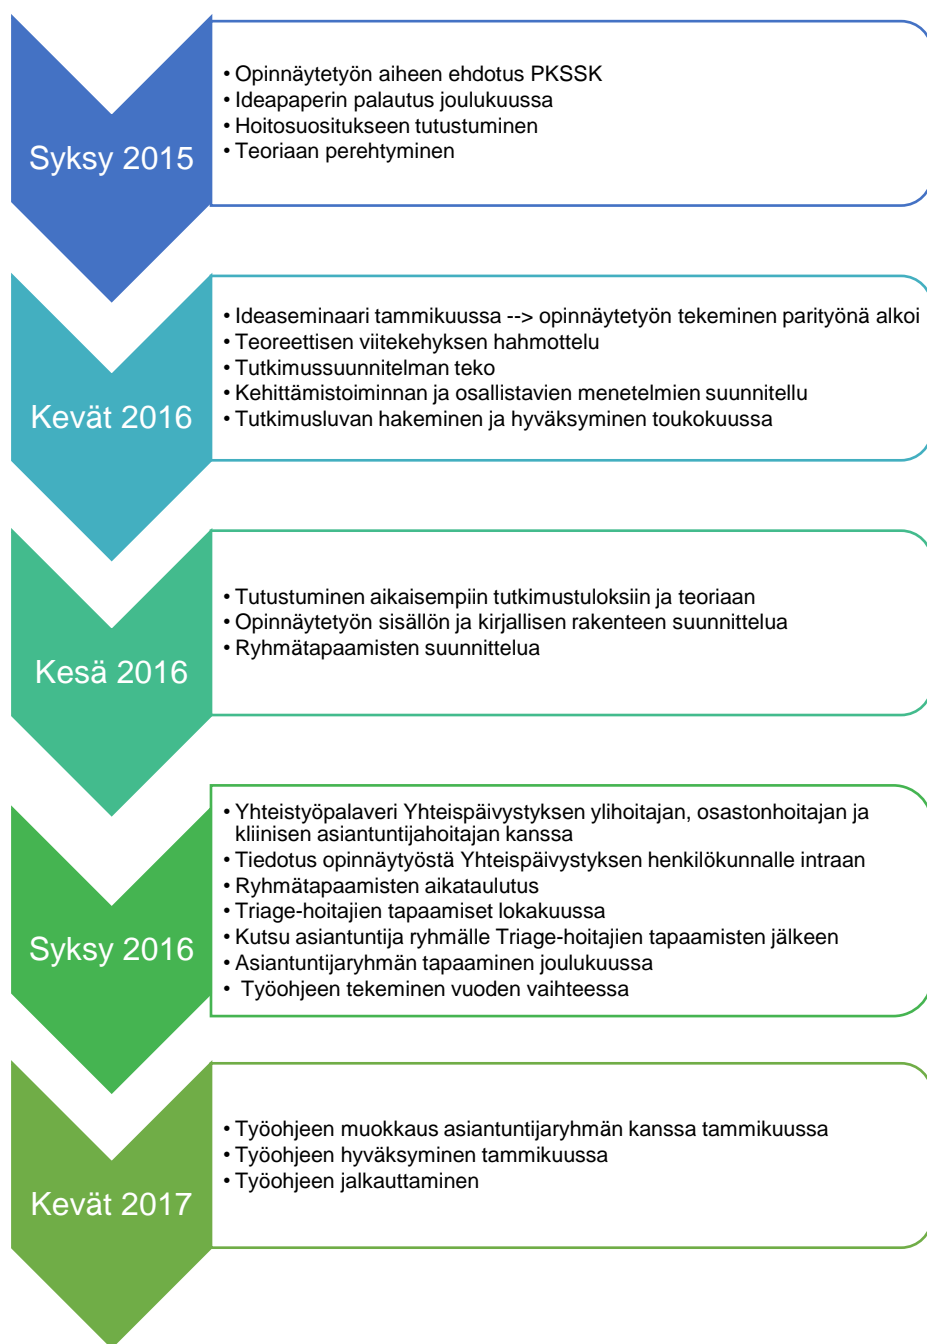 Syksy 2015
• Opinnäytetyön aiheen ehdotus PKSSK
• Ideapaperin palautus joulukuussa
• Hoitosuositukseen tutustuminen
• Teoriaan perehtyminen
Kevät 2016
• Ideaseminaari tammikuussa --> opinnäytetyön tekeminen parityönä alkoi
• Teoreettisen viitekehyksen hahmottelu
• Tutkimussuunnitelman teko
• Kehittämistoiminnan ja osallistavien menetelmien suunnitellu
• Tutkimusluvan hakeminen ja hyväksyminen toukokuussa
Kesä 2016
• Tutustuminen aikaisempiin tutkimustuloksiin ja teoriaan
• Opinnäytetyön sisällön ja kirjallisen rakenteen suunnittelua
• Ryhmätapaamisten suunnittelua
Syksy 2016
• Yhteistyöpalaveri Yhteispäivystyksen ylihoitajan, osastonhoitajan ja
kliinisen asiantuntijahoitajan kanssa
• Tiedotus opinnäytyöstä Yhteispäivystyksen henkilökunnalle intraan
• Ryhmätapaamisten aikataulutus
• Triage-hoitajien tapaamiset lokakuussa
• Kutsu asiantuntija ryhmälle Triage-hoitajien tapaamisten jälkeen
• Asiantuntijaryhmän tapaaminen joulukuussa
• Työohjeen tekeminen vuoden vaihteessa
Kevät 2017
• Työohjeen muokkaus asiantuntijaryhmän kanssa tammikuussa
• Työohjeen hyväksyminen tammikuussa
• Työohjeen jalkauttaminen